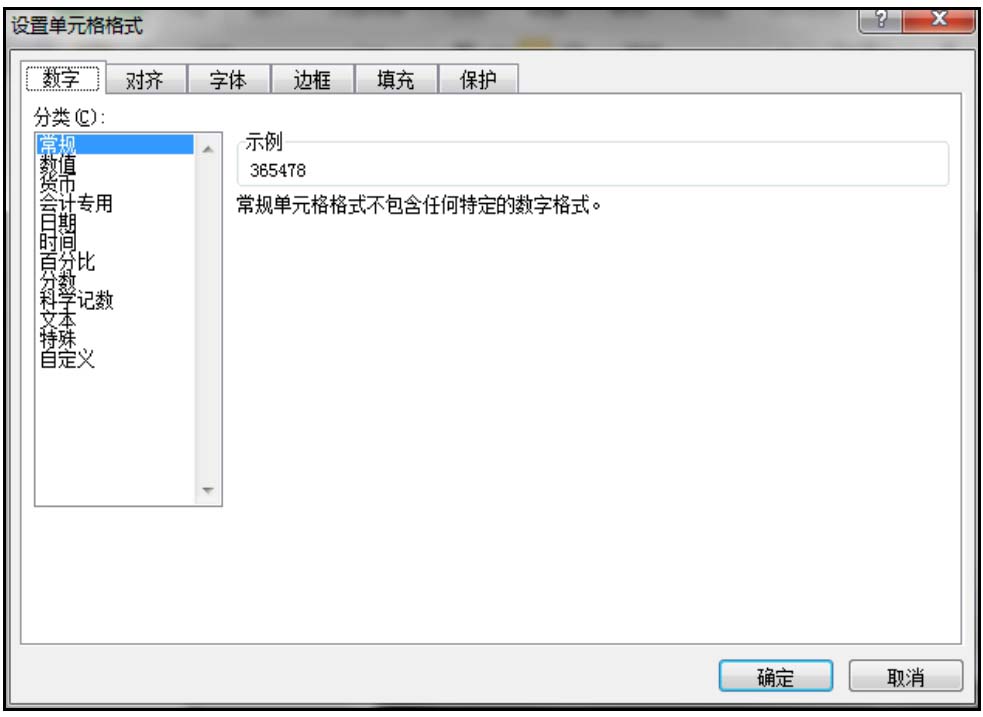 设置单元格格式
数字 对齐 字体 边框 填充 保护
分类(C):
常规
数值
货币
会计专用
日期
时间
百分比
分数
科学记数
文本
特殊
自定义
示例
365478
常规单元格格式不包含任何特定的数字格式。
确定 取消